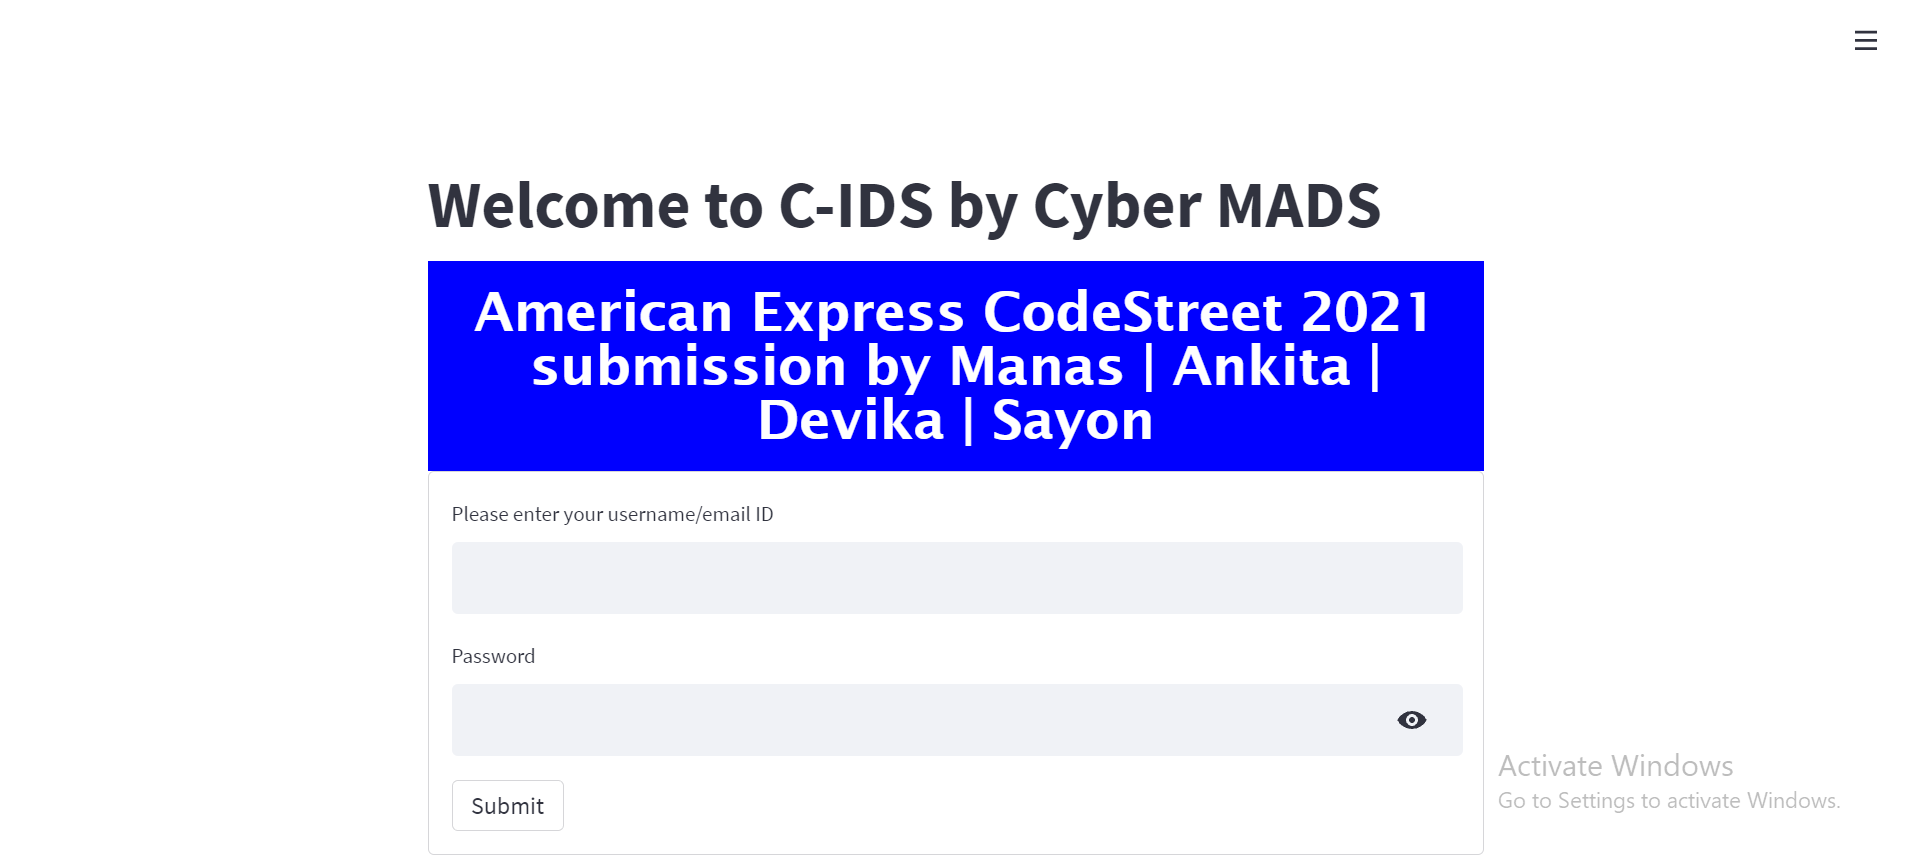 Welcome to C-IDS by Cyber MADS
American Express CodeStreet 2021
submission by Manas | Ankita |
Devika | Sayon
Please enter your username/email ID
Password
Submit
Activate Windows
Go to Settings to activate Windows.